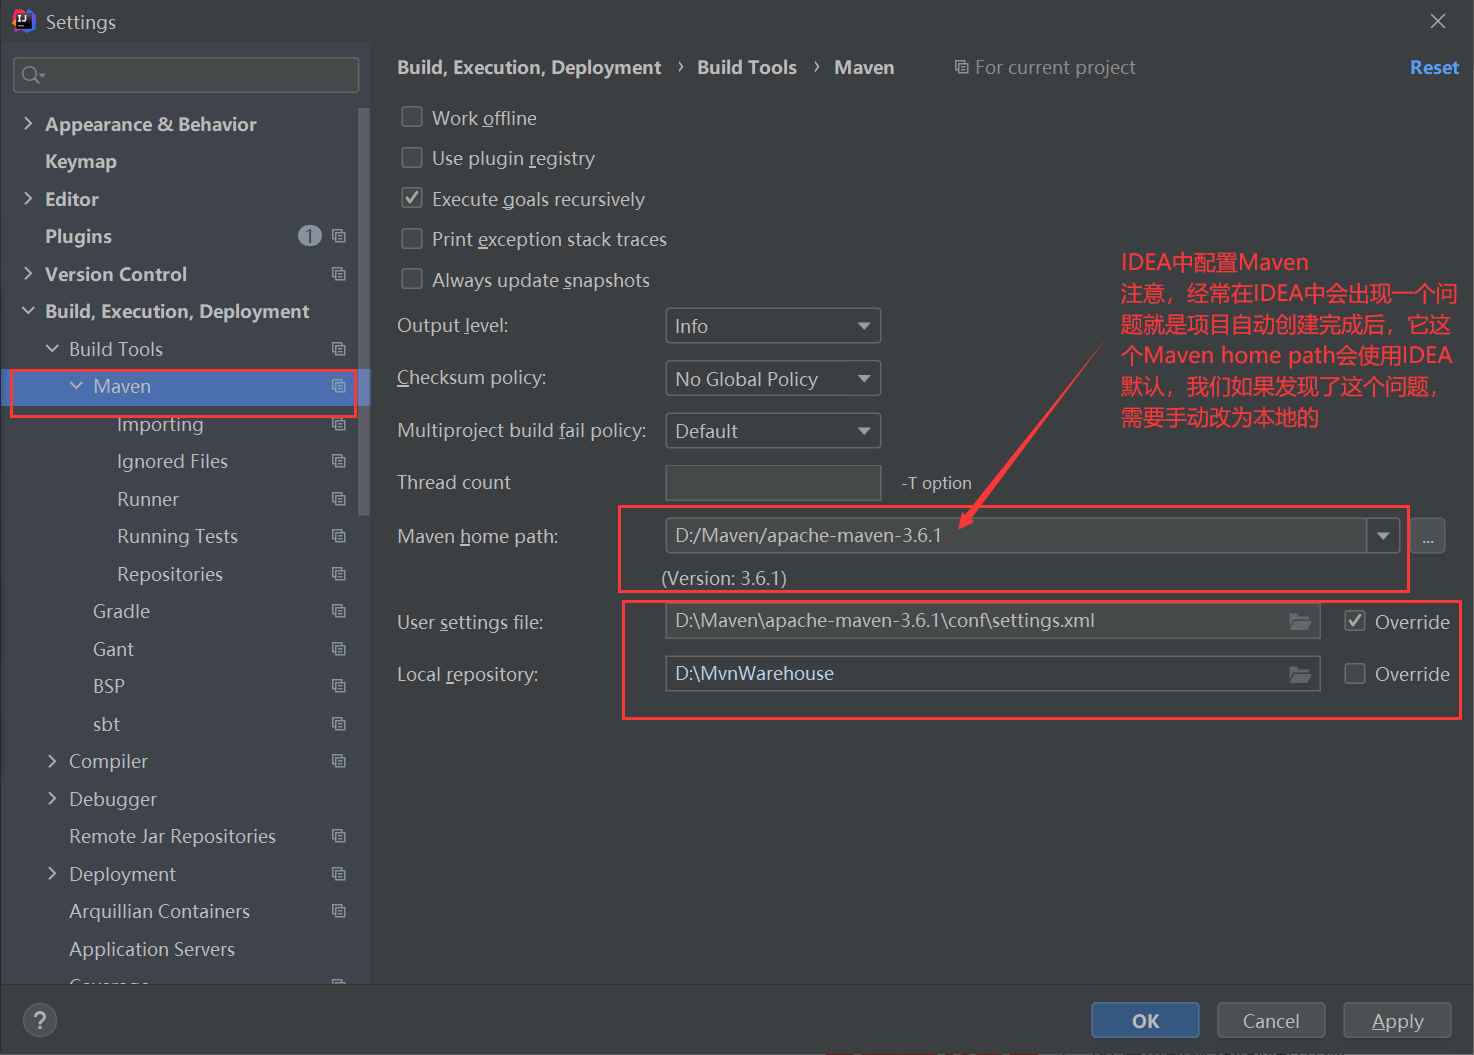 Settings
Build, Execution, Deployment › Build Tools › Maven For current project Reset
Appearance & Behavior
Keymap
Editor
Plugins 1
Version Control
Build, Execution, Deployment
Build Tools
Maven
Importing
Ignored Files
Runner
Running Tests
Repositories
Gradle
Gant
BSP
sbt
Compiler
Debugger
Remote Jar Repositories
Deployment
Arquillian Containers
Application Servers
Coverage
Work offline
Use plugin registry
Execute goals recursively
Print exception stack traces
Always update snapshots
Output level: Info
Checksum policy: No Global Policy
Multiproject build fail policy: Default
Thread count -T option
Maven home path: D:/Maven/apache-maven-3.6.1 ...
(Version: 3.6.1)
User settings file: D:\Maven\apache-maven-3.6.1\conf\settings.xml Override
Local repository: D:\MvnWarehouse Override
IDEA中配置Maven
注意，经常在IDEA中会出现一个问
题就是项目自动创建完成后，它这
个Maven home path会使用IDEA
默认，我们如果发现了这个问题，
需要手动改为本地的
? OK Cancel Apply